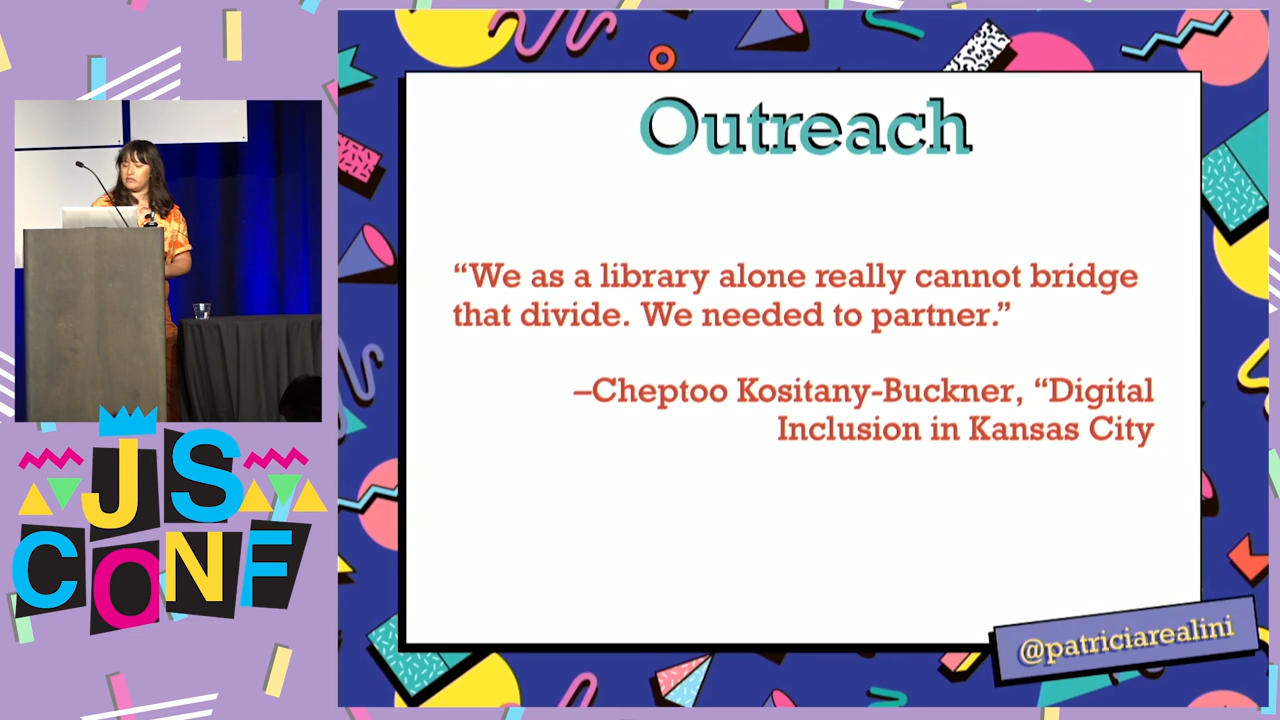 Outreach
“We as a library alone really cannot bridge
that divide. We needed to partner.”
–Cheptoo Kositany-Buckner, “Digital
Inclusion in Kansas City
@patriciarealini
JS
CONF